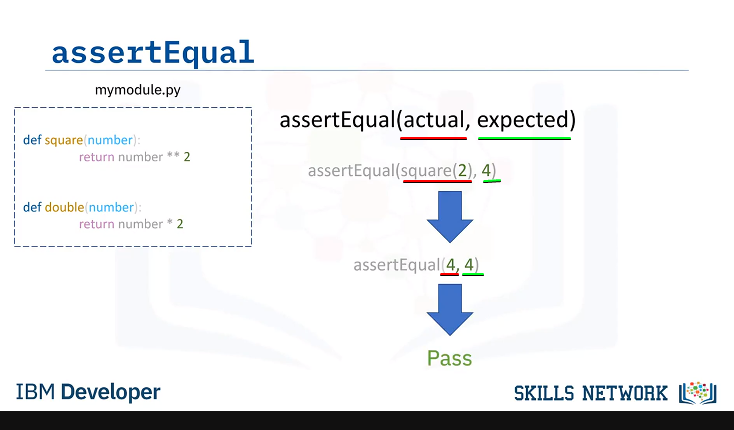 assertEqual
mymodule.py
def square(number):
return number ** 2
def double(number):
return number * 2
assertEqual(actual, expected)
assertEqual(square(2), 4)
assertEqual(4, 4)
Pass
IBM Developer
SKILLS NETWORK